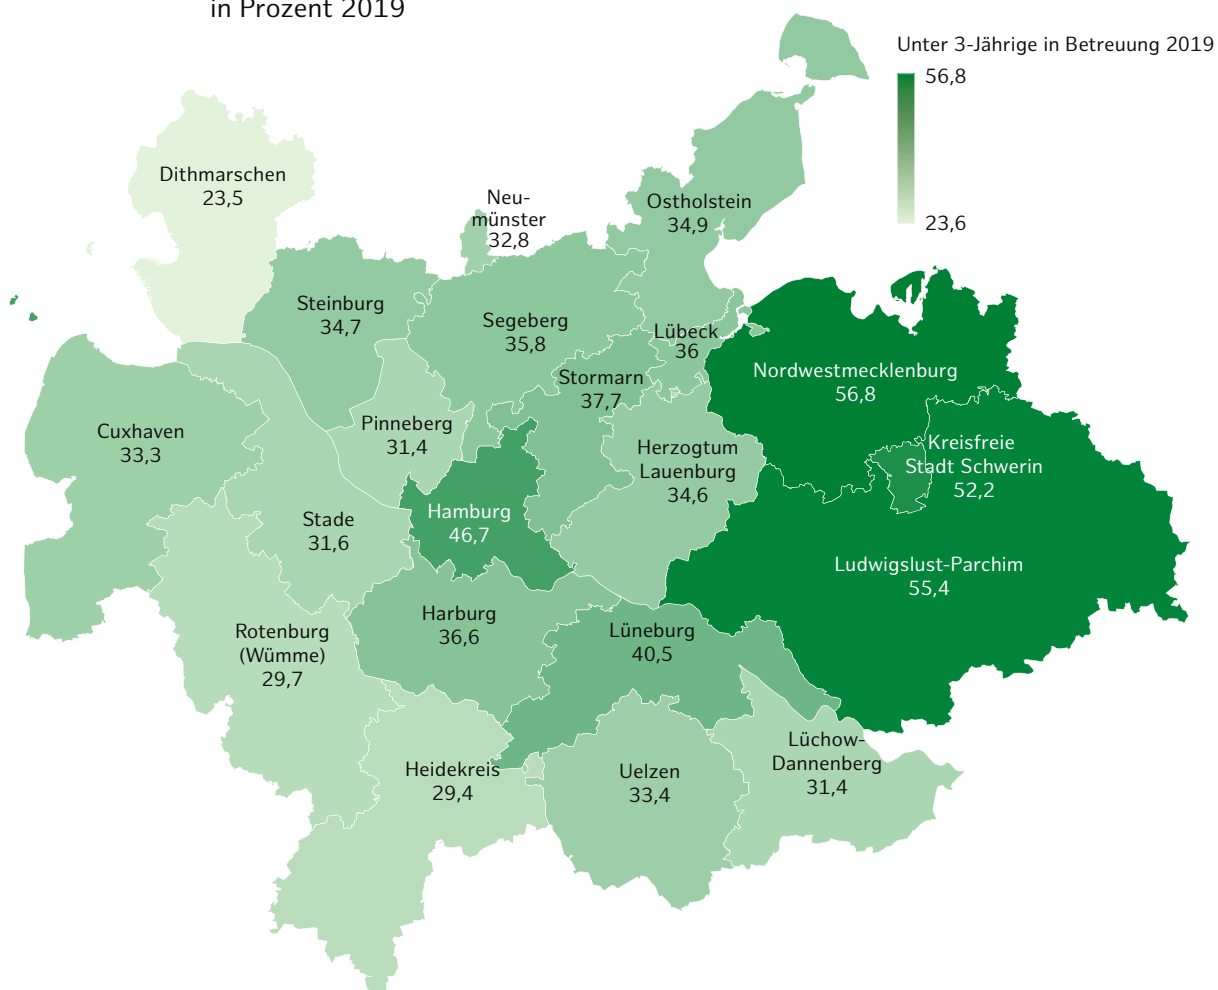 in Prozent 2019
Unter 3-Jährige in Betreuung 2019
56,8
23,6
Dithmarschen
23,5
Neu-
münster
32,8
Ostholstein
34,9
Steinburg
34,7
Segeberg
35,8
Lübeck
36
Stormarn
37,7
Nordwestmecklenburg
56,8
Cuxhaven
33,3
Pinneberg
31,4
Herzogtum
Lauenburg
34,6
Kreisfreie
Stadt Schwerin
52,2
Stade
31,6
Hamburg
46,7
Ludwigslust-Parchim
55,4
Harburg
36,6
Lüneburg
40,5
Rotenburg
(Wümme)
29,7
Heidekreis
29,4
Uelzen
33,4
Lüchow-
Dannenberg
31,4